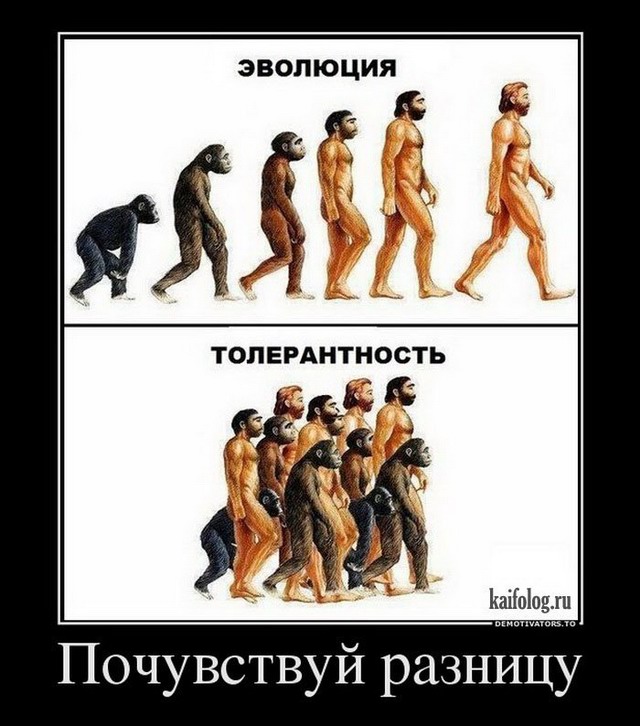 ЭВОЛЮЦИЯ
ТОЛЕРАНТНОСТЬ
kaifolog.ru
DEMOTIVATORS.TO
Почувствуй разницу